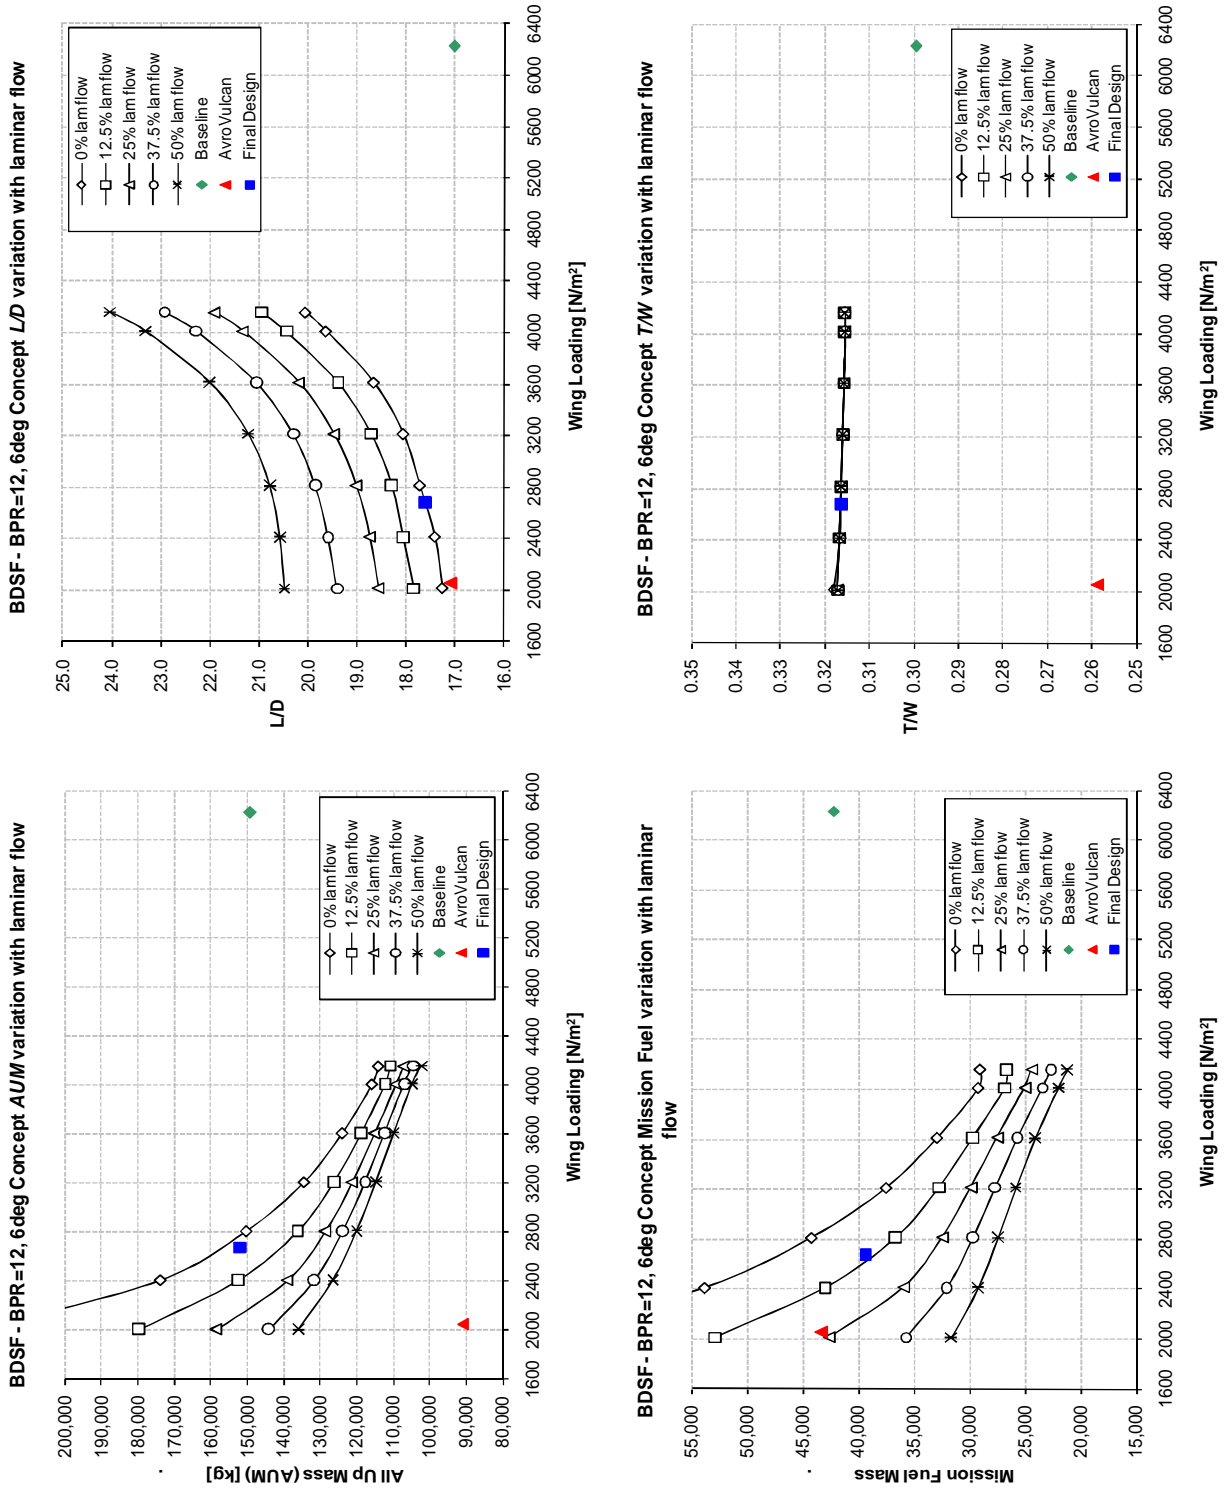 BDSF - BPR=12, 6deg Concept AUM variation with laminar flow
200,000
190,000
180,000
170,000
160,000
150,000
140,000
130,000
120,000
110,000
100,000
90,000
80,000
All Up Mass (AUM) [kg]
.
0% lam flow
12.5% lam flow
25% lam flow
37.5% lam flow
50% lam flow
Baseline
Avro Vulcan
Final Design
1600 2000 2400 2800 3200 3600 4000 4400 4800 5200 5600 6000 6400
Wing Loading [N/m²]
BDSF - BPR=12, 6deg Concept L/D variation with laminar flow
25.0
24.0
23.0
22.0
21.0
20.0
19.0
18.0
17.0
16.0
L/D
0% lam flow
12.5% lam flow
25% lam flow
37.5% lam flow
50% lam flow
Baseline
Avro Vulcan
Final Design
1600 2000 2400 2800 3200 3600 4000 4400 4800 5200 5600 6000 6400
Wing Loading [N/m²]
BDSF - BPR=12, 6deg Concept Mission Fuel variation with laminar
flow
55,000
50,000
45,000
40,000
35,000
30,000
25,000
20,000
15,000
Mission Fuel Mass
.
0% lam flow
12.5% lam flow
25% lam flow
37.5% lam flow
50% lam flow
Baseline
Avro Vulcan
Final Design
1600 2000 2400 2800 3200 3600 4000 4400 4800 5200 5600 6000 6400
Wing Loading [N/m²]
BDSF - BPR=12, 6deg Concept T/W variation with laminar flow
0.35
0.34
0.33
0.32
0.31
0.30
0.29
0.28
0.27
0.26
0.25
T/W
0% lam flow
12.5% lam flow
25% lam flow
37.5% lam flow
50% lam flow
Baseline
Avro Vulcan
Final Design
1600 2000 2400 2800 3200 3600 4000 4400 4800 5200 5600 6000 6400
Wing Loading [N/m²]